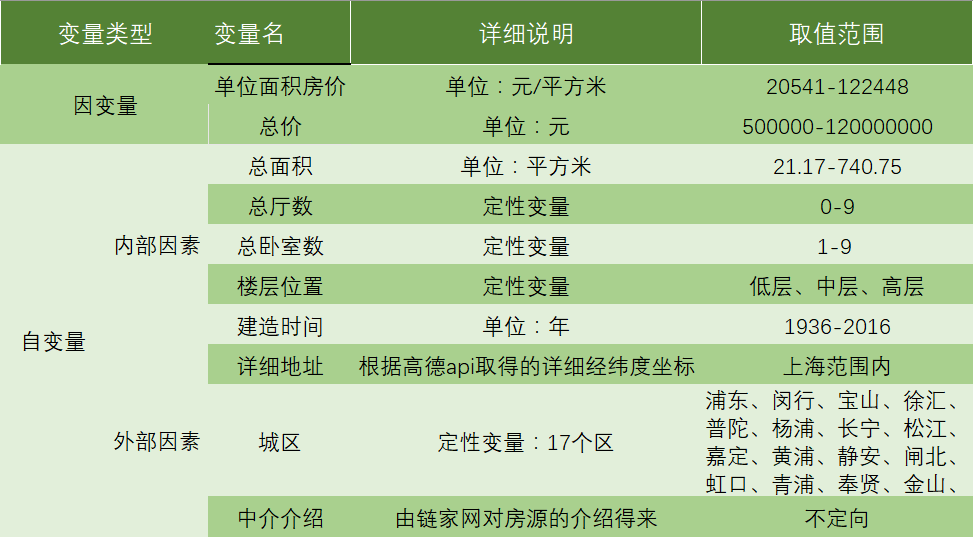 变量类型 变量名 详细说明 取值范围
因变量 单位面积房价 单位：元/平方米 20541-122448
总价 单位：元 500000-120000000
自变量 内部因素 总面积 单位：平方米 21.17-740.75
总厅数 定性变量 0-9
总卧室数 定性变量 1-9
楼层位置 定性变量 低层、中层、高层
建造时间 单位：年 1936-2016
外部因素 详细地址 根据高德api取得的详细经纬度坐标 上海范围内
城区 定性变量：17个区 浦东、闵行、宝山、徐汇、
普陀、杨浦、长宁、松江、
嘉定、黄浦、静安、闸北、
虹口、青浦、奉贤、金山、
中介介绍 由链家网对房源的介绍得来 不定向